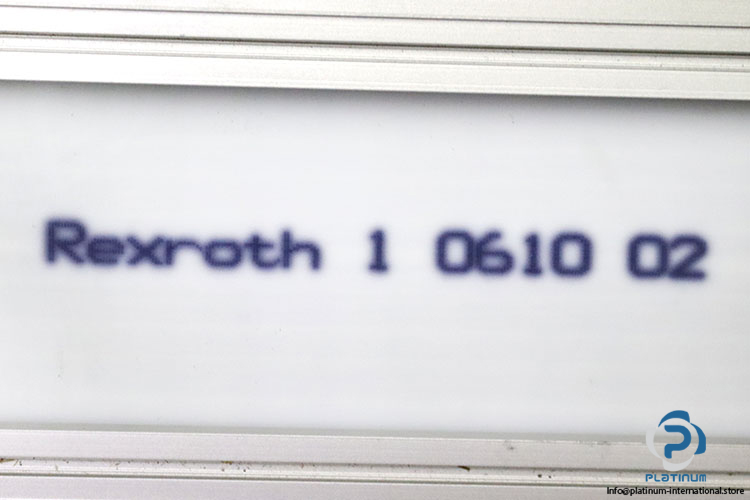 Rexroth 1 0610 02
PLATINUM
Info@platinum-international.store